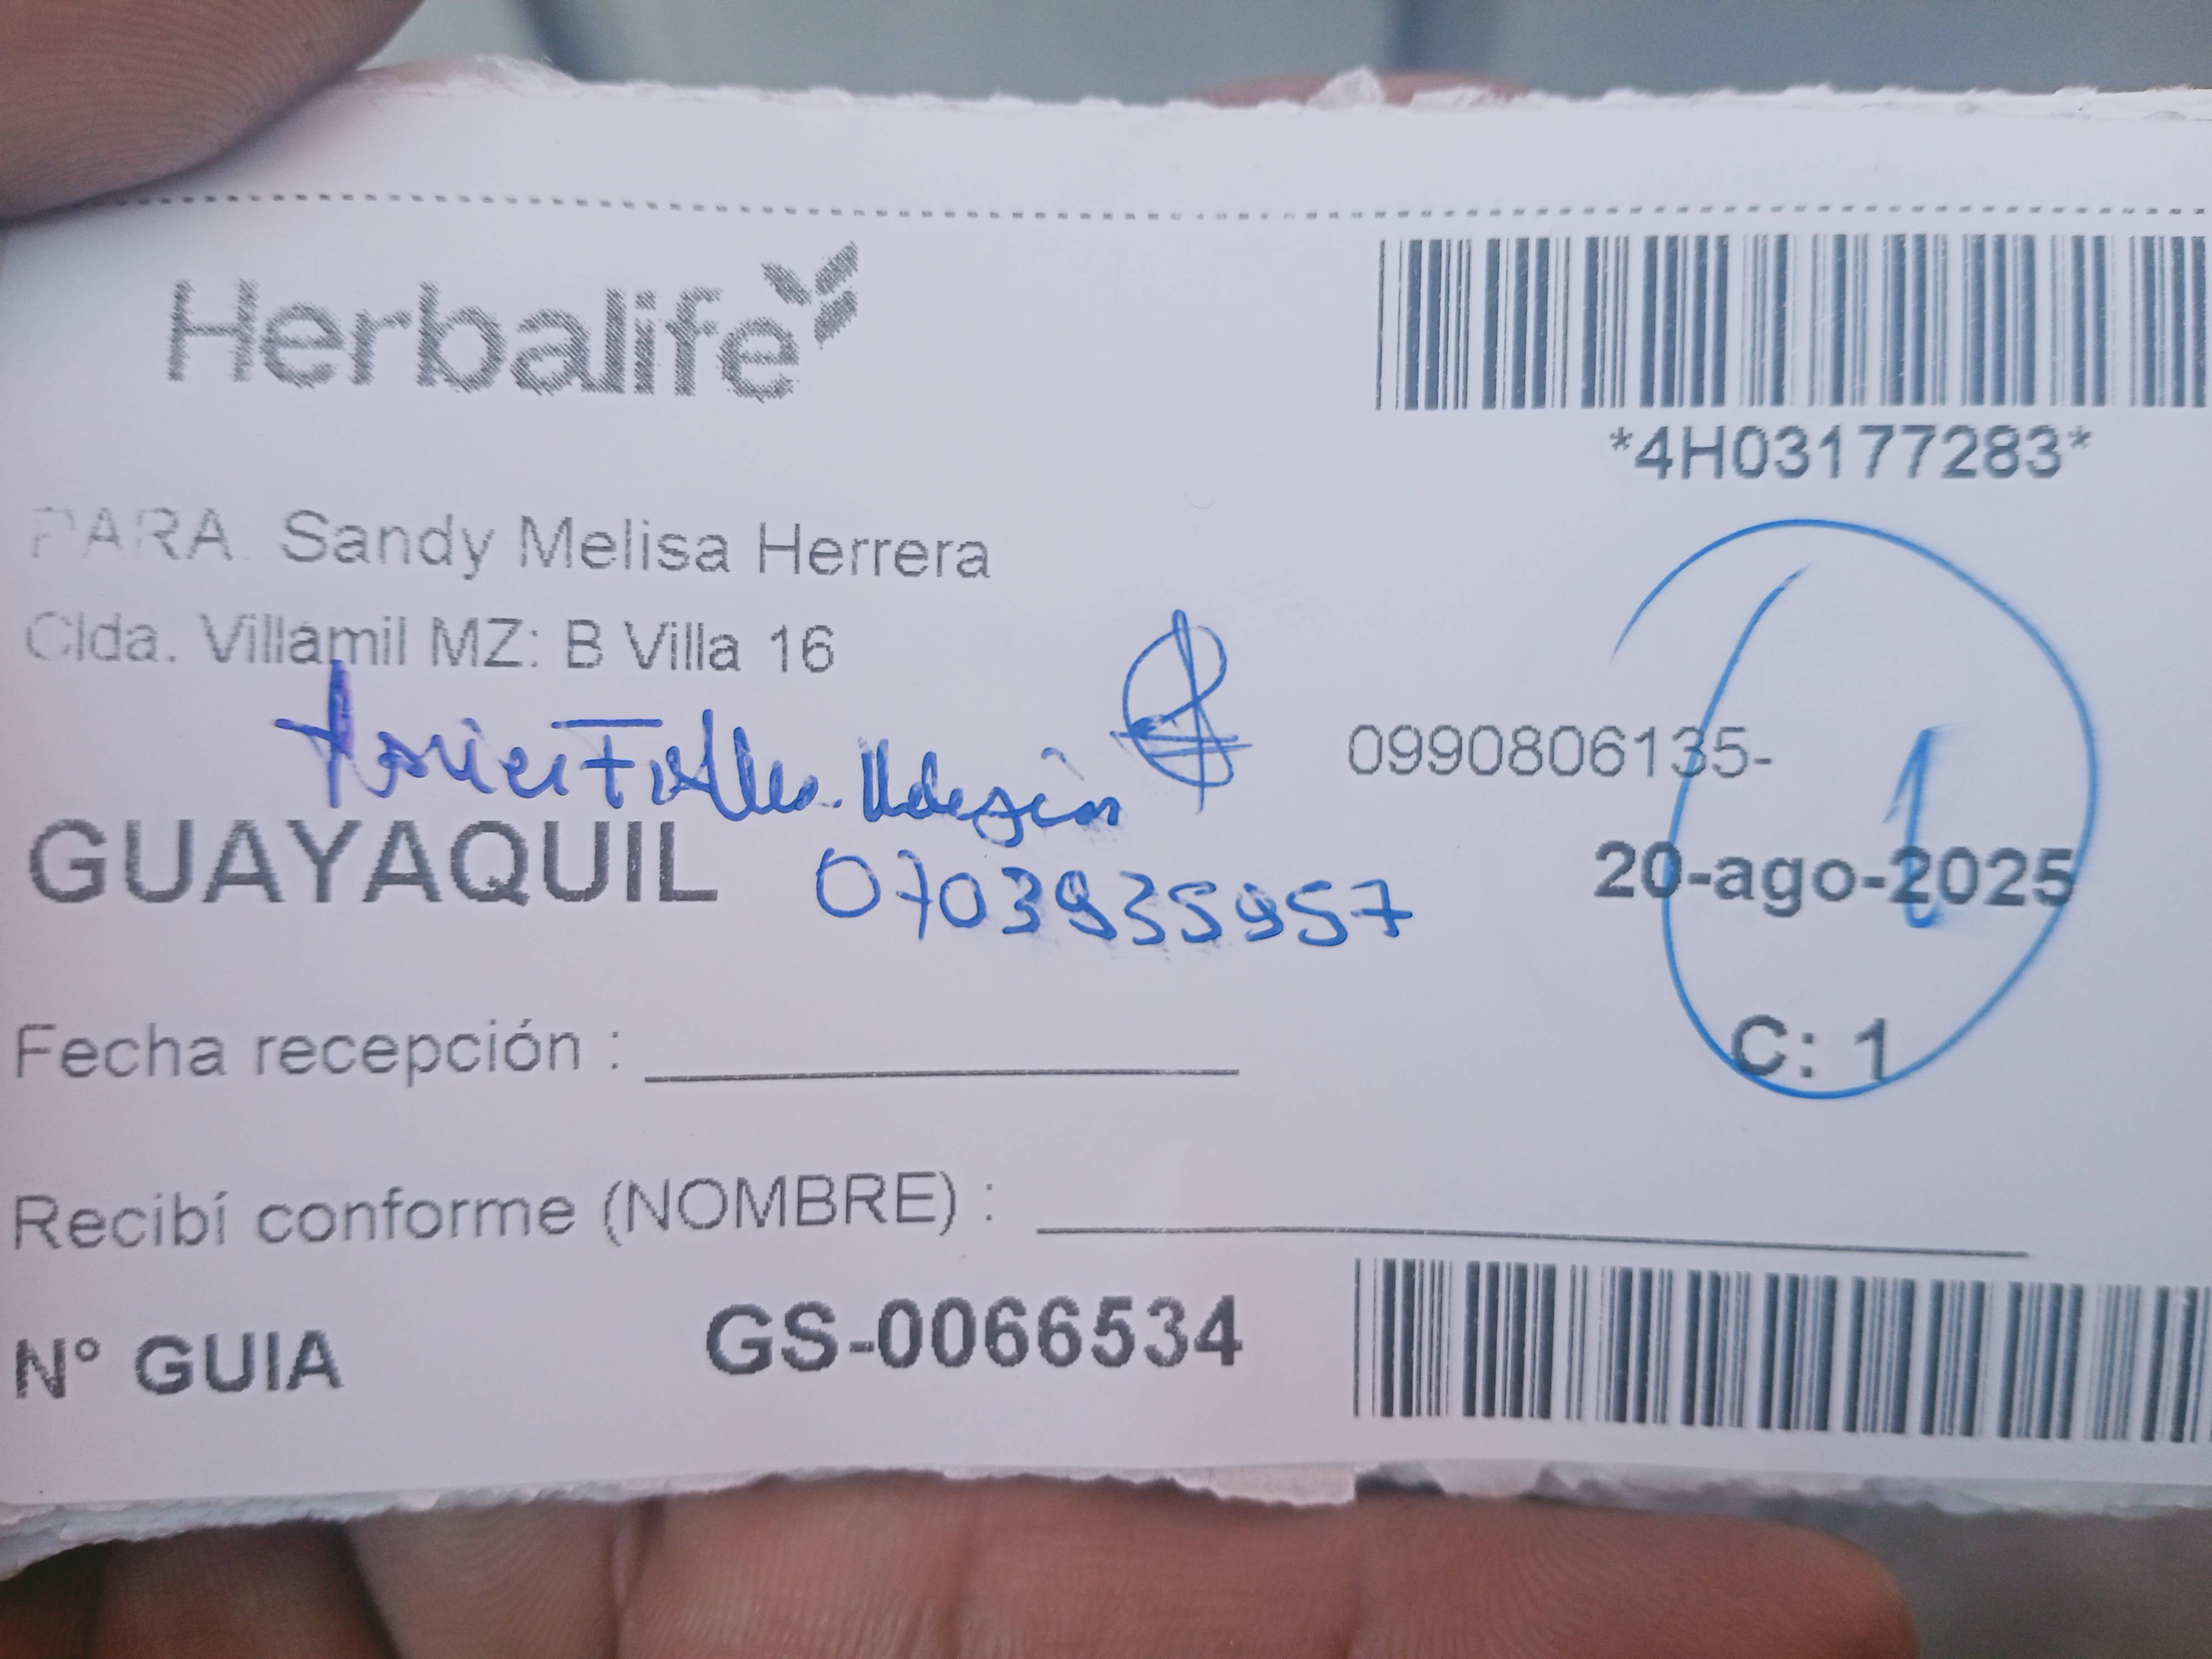 Herbalife
*4H03177283*
PARA. Sandy Melisa Herrera
Clda. Villamil MZ: B Villa 16
0990806135-
GUAYAQUIL
0703935957
20-ago-2025
1
C: 1
Fecha recepción :
Recibí conforme (NOMBRE) :
N° GUIA GS-0066534